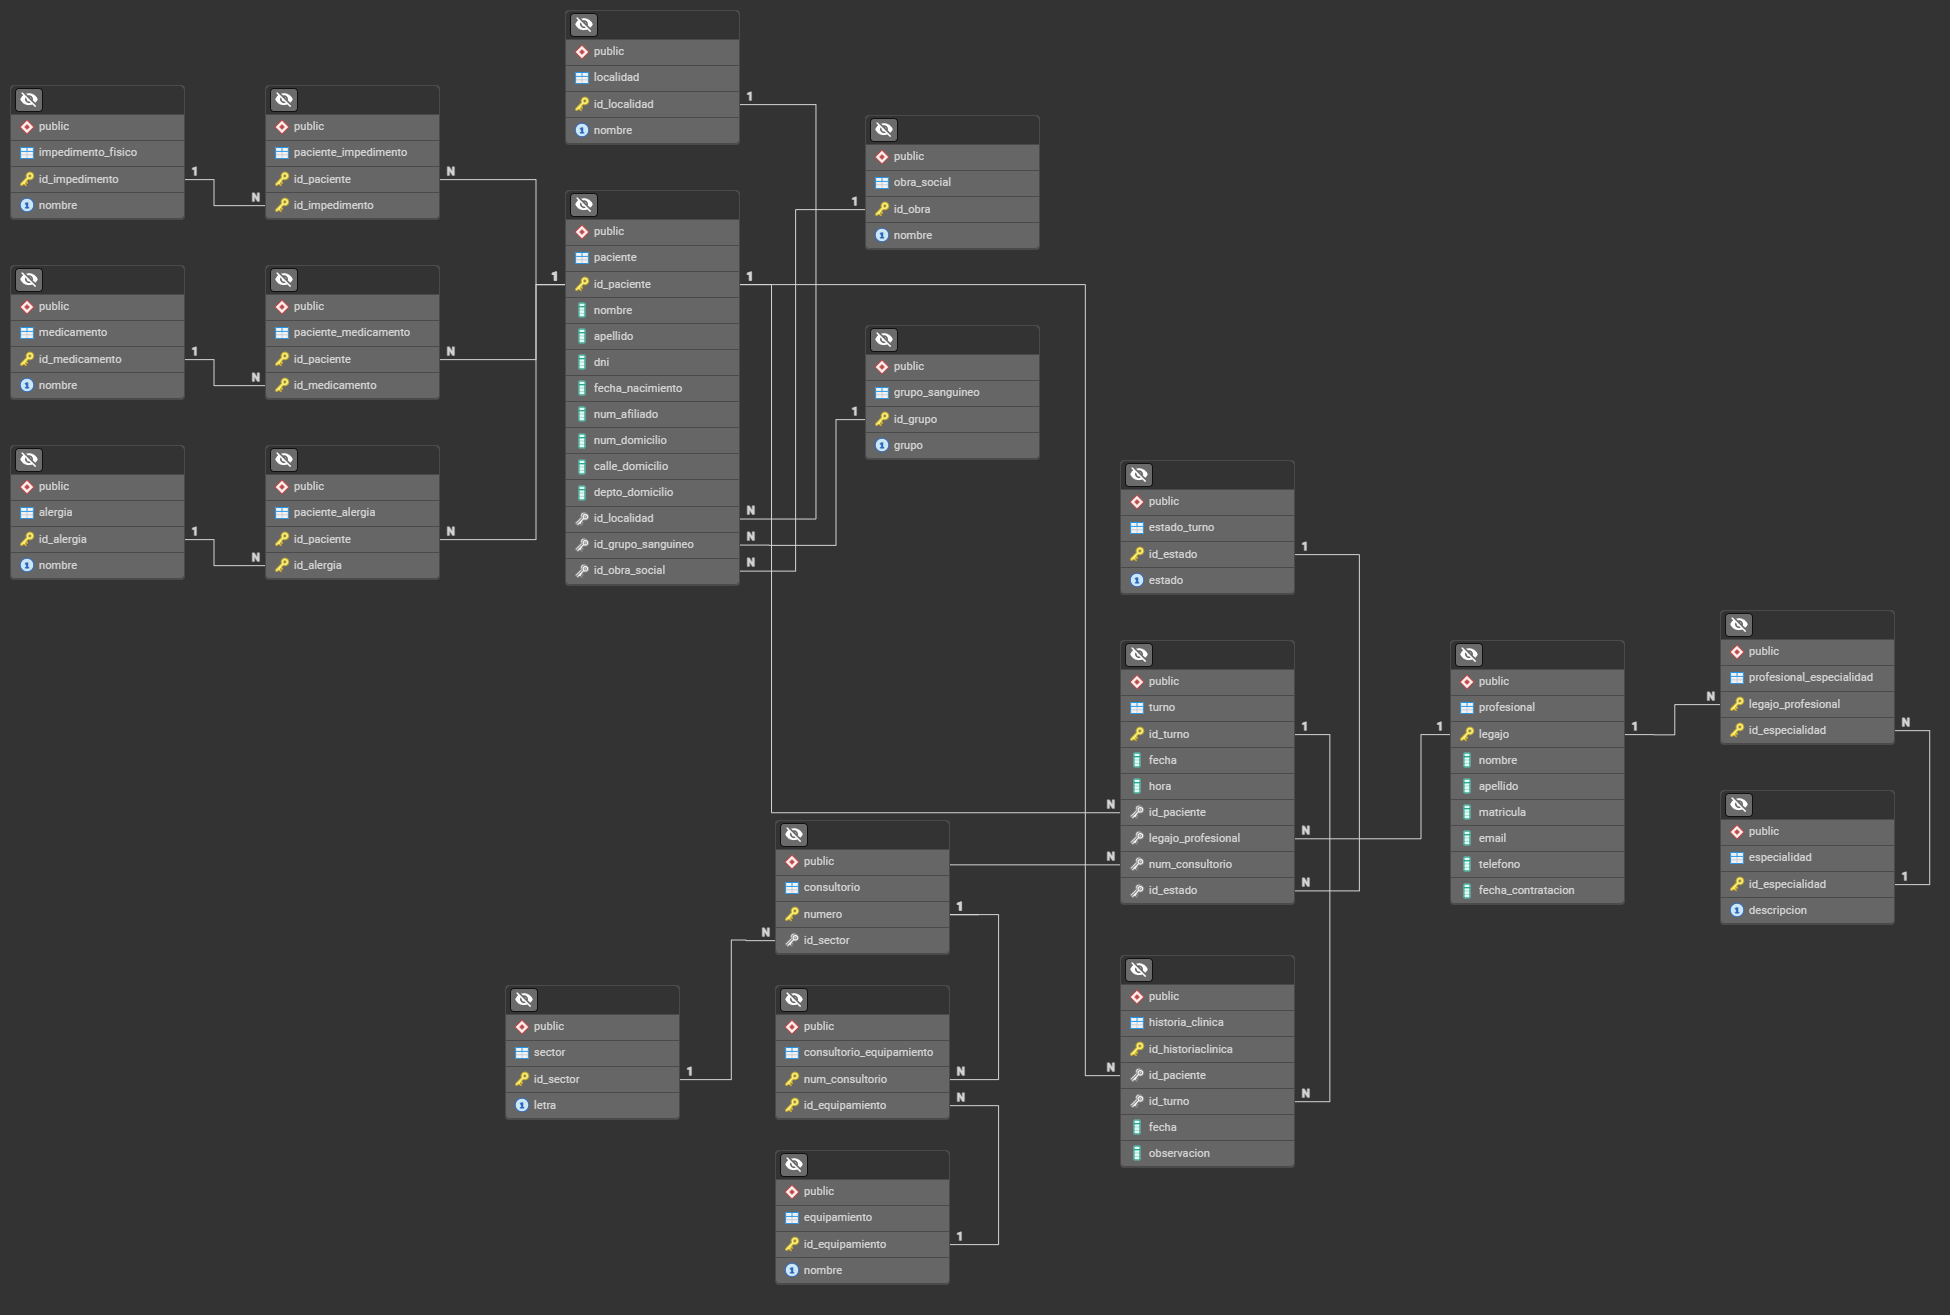 public
localidad
1
id_localidad
nombre
public
impedimento_fisico
1
id_impedimento
nombre
public
paciente_impedimento
N
id_paciente
N
id_impedimento
public
obra_social
1
id_obra
nombre
public
paciente
1
1
id_paciente
nombre
apellido
dni
fecha_nacimiento
num_afiliado
num_domicilio
calle_domicilio
depto_domicilio
N
id_localidad
N
id_grupo_sanguineo
N
id_obra_social
public
medicamento
1
id_medicamento
nombre
public
paciente_medicamento
N
id_paciente
N
id_medicamento
public
grupo_sanguineo
1
id_grupo
grupo
public
alergia
1
id_alergia
nombre
public
paciente_alergia
N
id_paciente
N
id_alergia
public
estado_turno
1
id_estado
estado
public
turno
1
id_turno
fecha
hora
N
id_paciente
N
legajo_profesional
N
num_consultorio
N
id_estado
public
profesional
1
1
legajo
nombre
apellido
matricula
email
telefono
fecha_contratacion
public
profesional_especialidad
N
legajo_profesional
N
id_especialidad
public
especialidad
1
id_especialidad
descripcion
public
consultorio
1
numero
N
id_sector
public
sector
1
id_sector
letra
public
consultorio_equipamiento
N
num_consultorio
N
id_equipamiento
public
historia_clinica
id_historiaclinica
N
id_paciente
N
id_turno
fecha
observacion
public
equipamiento
1
id_equipamiento
nombre